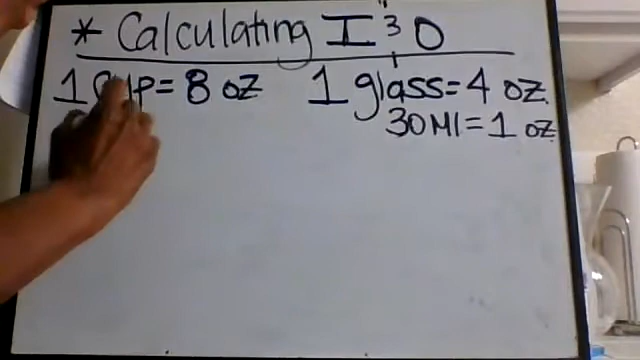 * Calculating I & O
1 Cup = 8 oz
1 glass = 4 oz.
30 Ml = 1 oz.